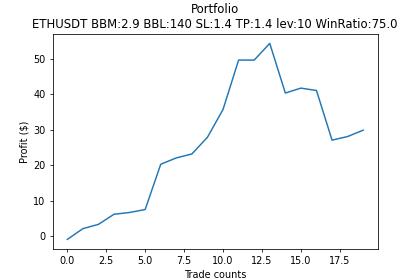 Portfolio
ETHUSDT BBM:2.9 BBL:140 SL:1.4 TP:1.4 lev:10 WinRatio:75.0
50
40
30
20
10
0
Profit ($)
0.0 2.5 5.0 7.5 10.0 12.5 15.0 17.5
Trade counts